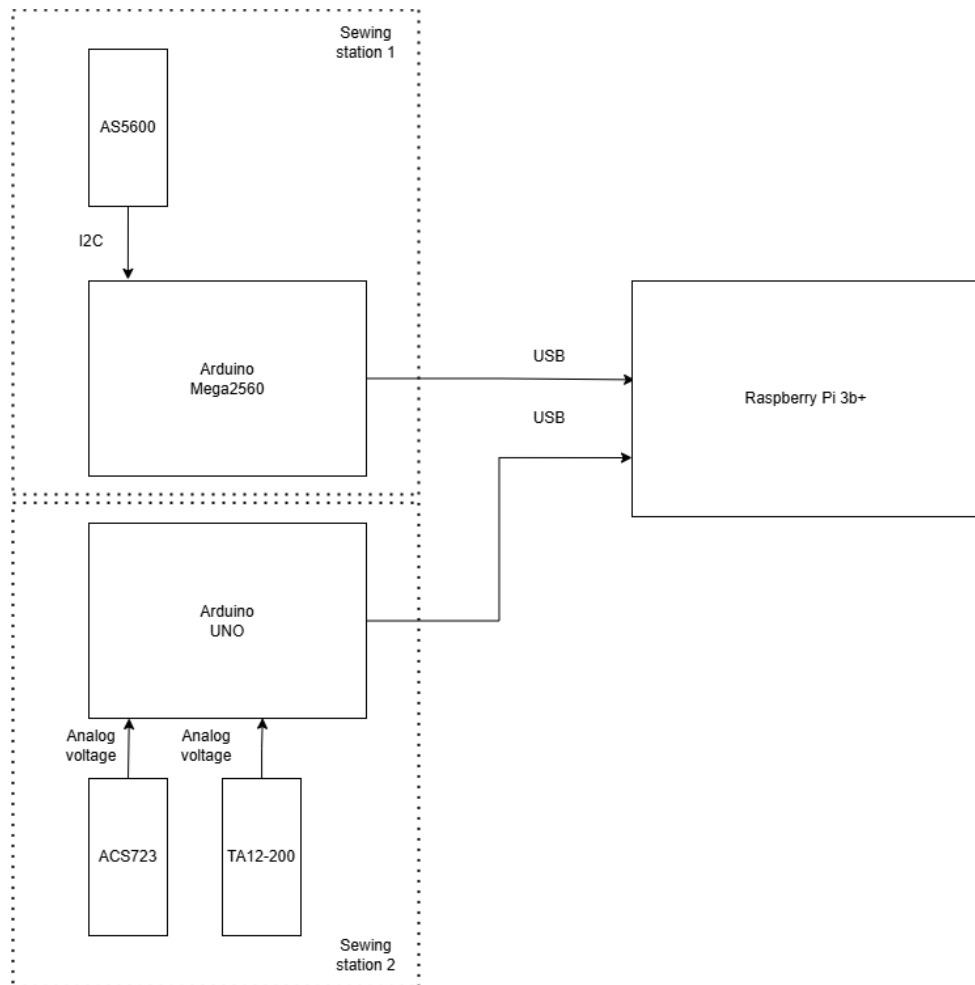 Sewing
station 1
AS5600
I2C
Arduino
Mega2560
USB
USB
Raspberry Pi 3b+
Arduino
UNO
Analog
voltage
Analog
voltage
ACS723
TA12-200
Sewing
station 2